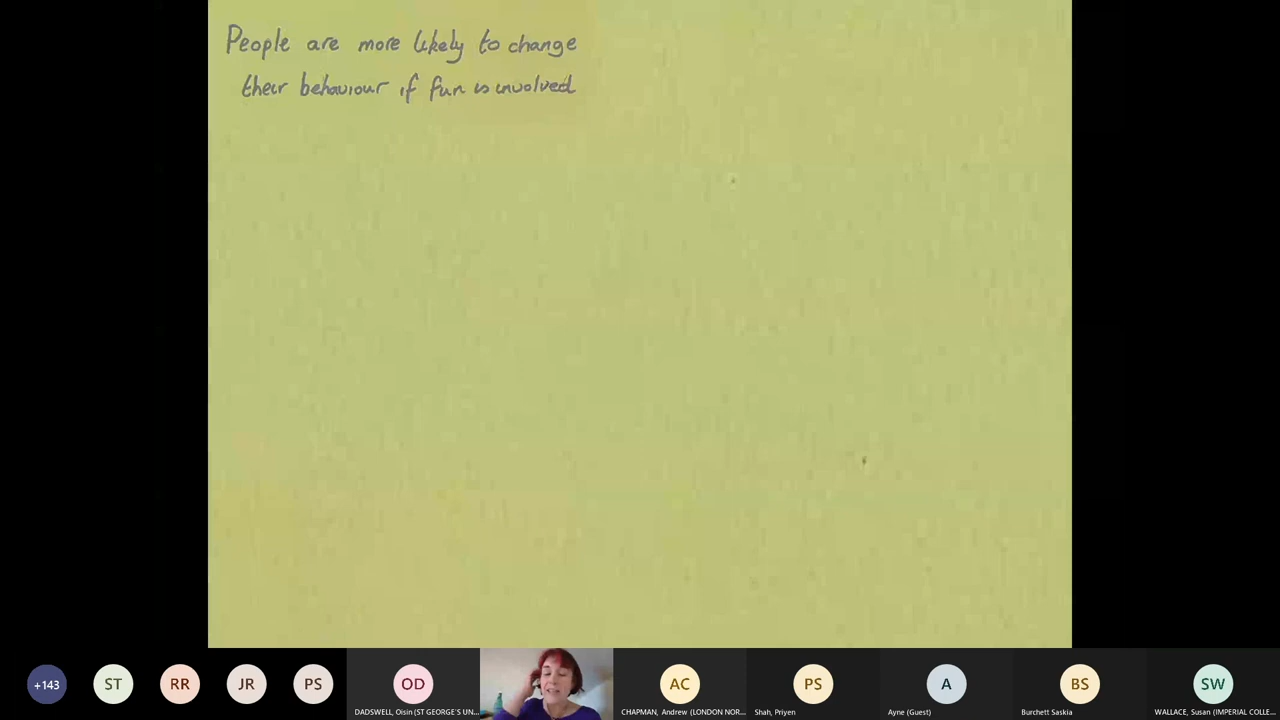 People are more likely to change
their behaviour if fun is involved
+143
ST
RR
JR
PS
OD
DADSWELL, Oisin (ST GEORGE'S UN...
AC
CHAPMAN, Andrew (LONDON NOR...
PS
Shah, Priyen
A
Ayne (Guest)
BS
Burchett Saskia
SW
WALLACE, Susan (IMPERIAL COLLE...